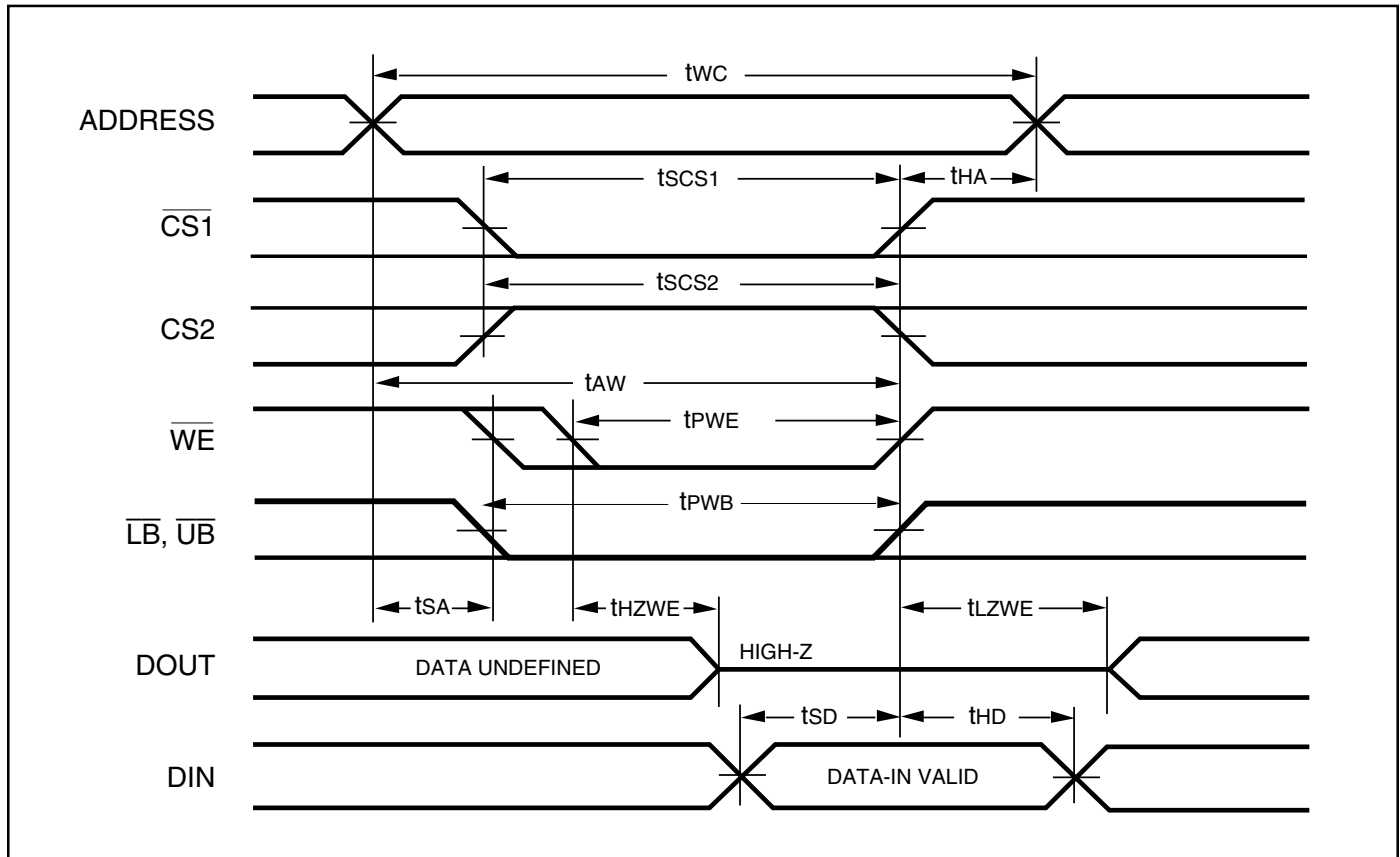 tWC
ADDRESS
tSCS1
tHA
CS1
tSCS2
CS2
tAW
WE
tPWE
LB, UB
tPWB
tSA
tHZWE
tLZWE
DOUT
DATA UNDEFINED
HIGH-Z
tSD
tHD
DIN
DATA-IN VALID